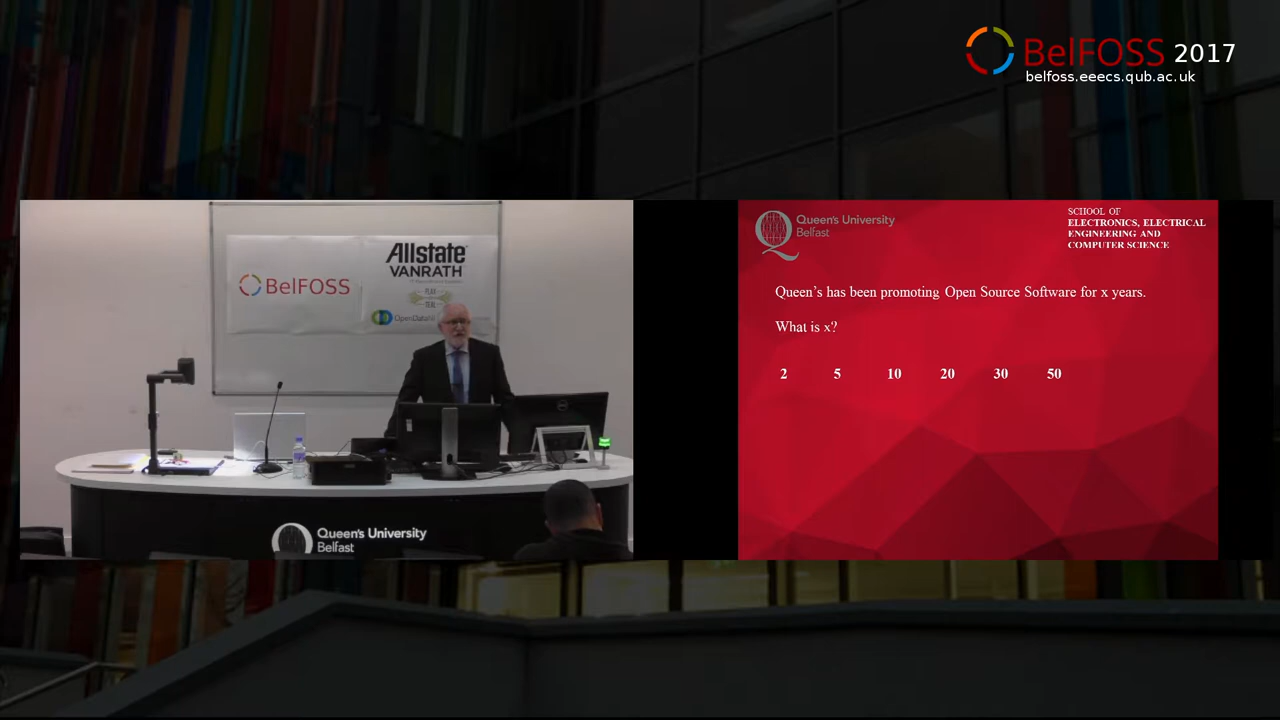 BelFOSS 2017
belfoss.eeecs.qub.ac.uk
BelFOSS
Allstate
VANRATH
OpenData
Queen's University
Belfast
Queen's University
Belfast
SCHOOL OF
ELECTRONICS, ELECTRICAL
ENGINEERING AND
COMPUTER SCIENCE
Queen's has been promoting Open Source Software for x years.
What is x?
2 5 10 20 30 50